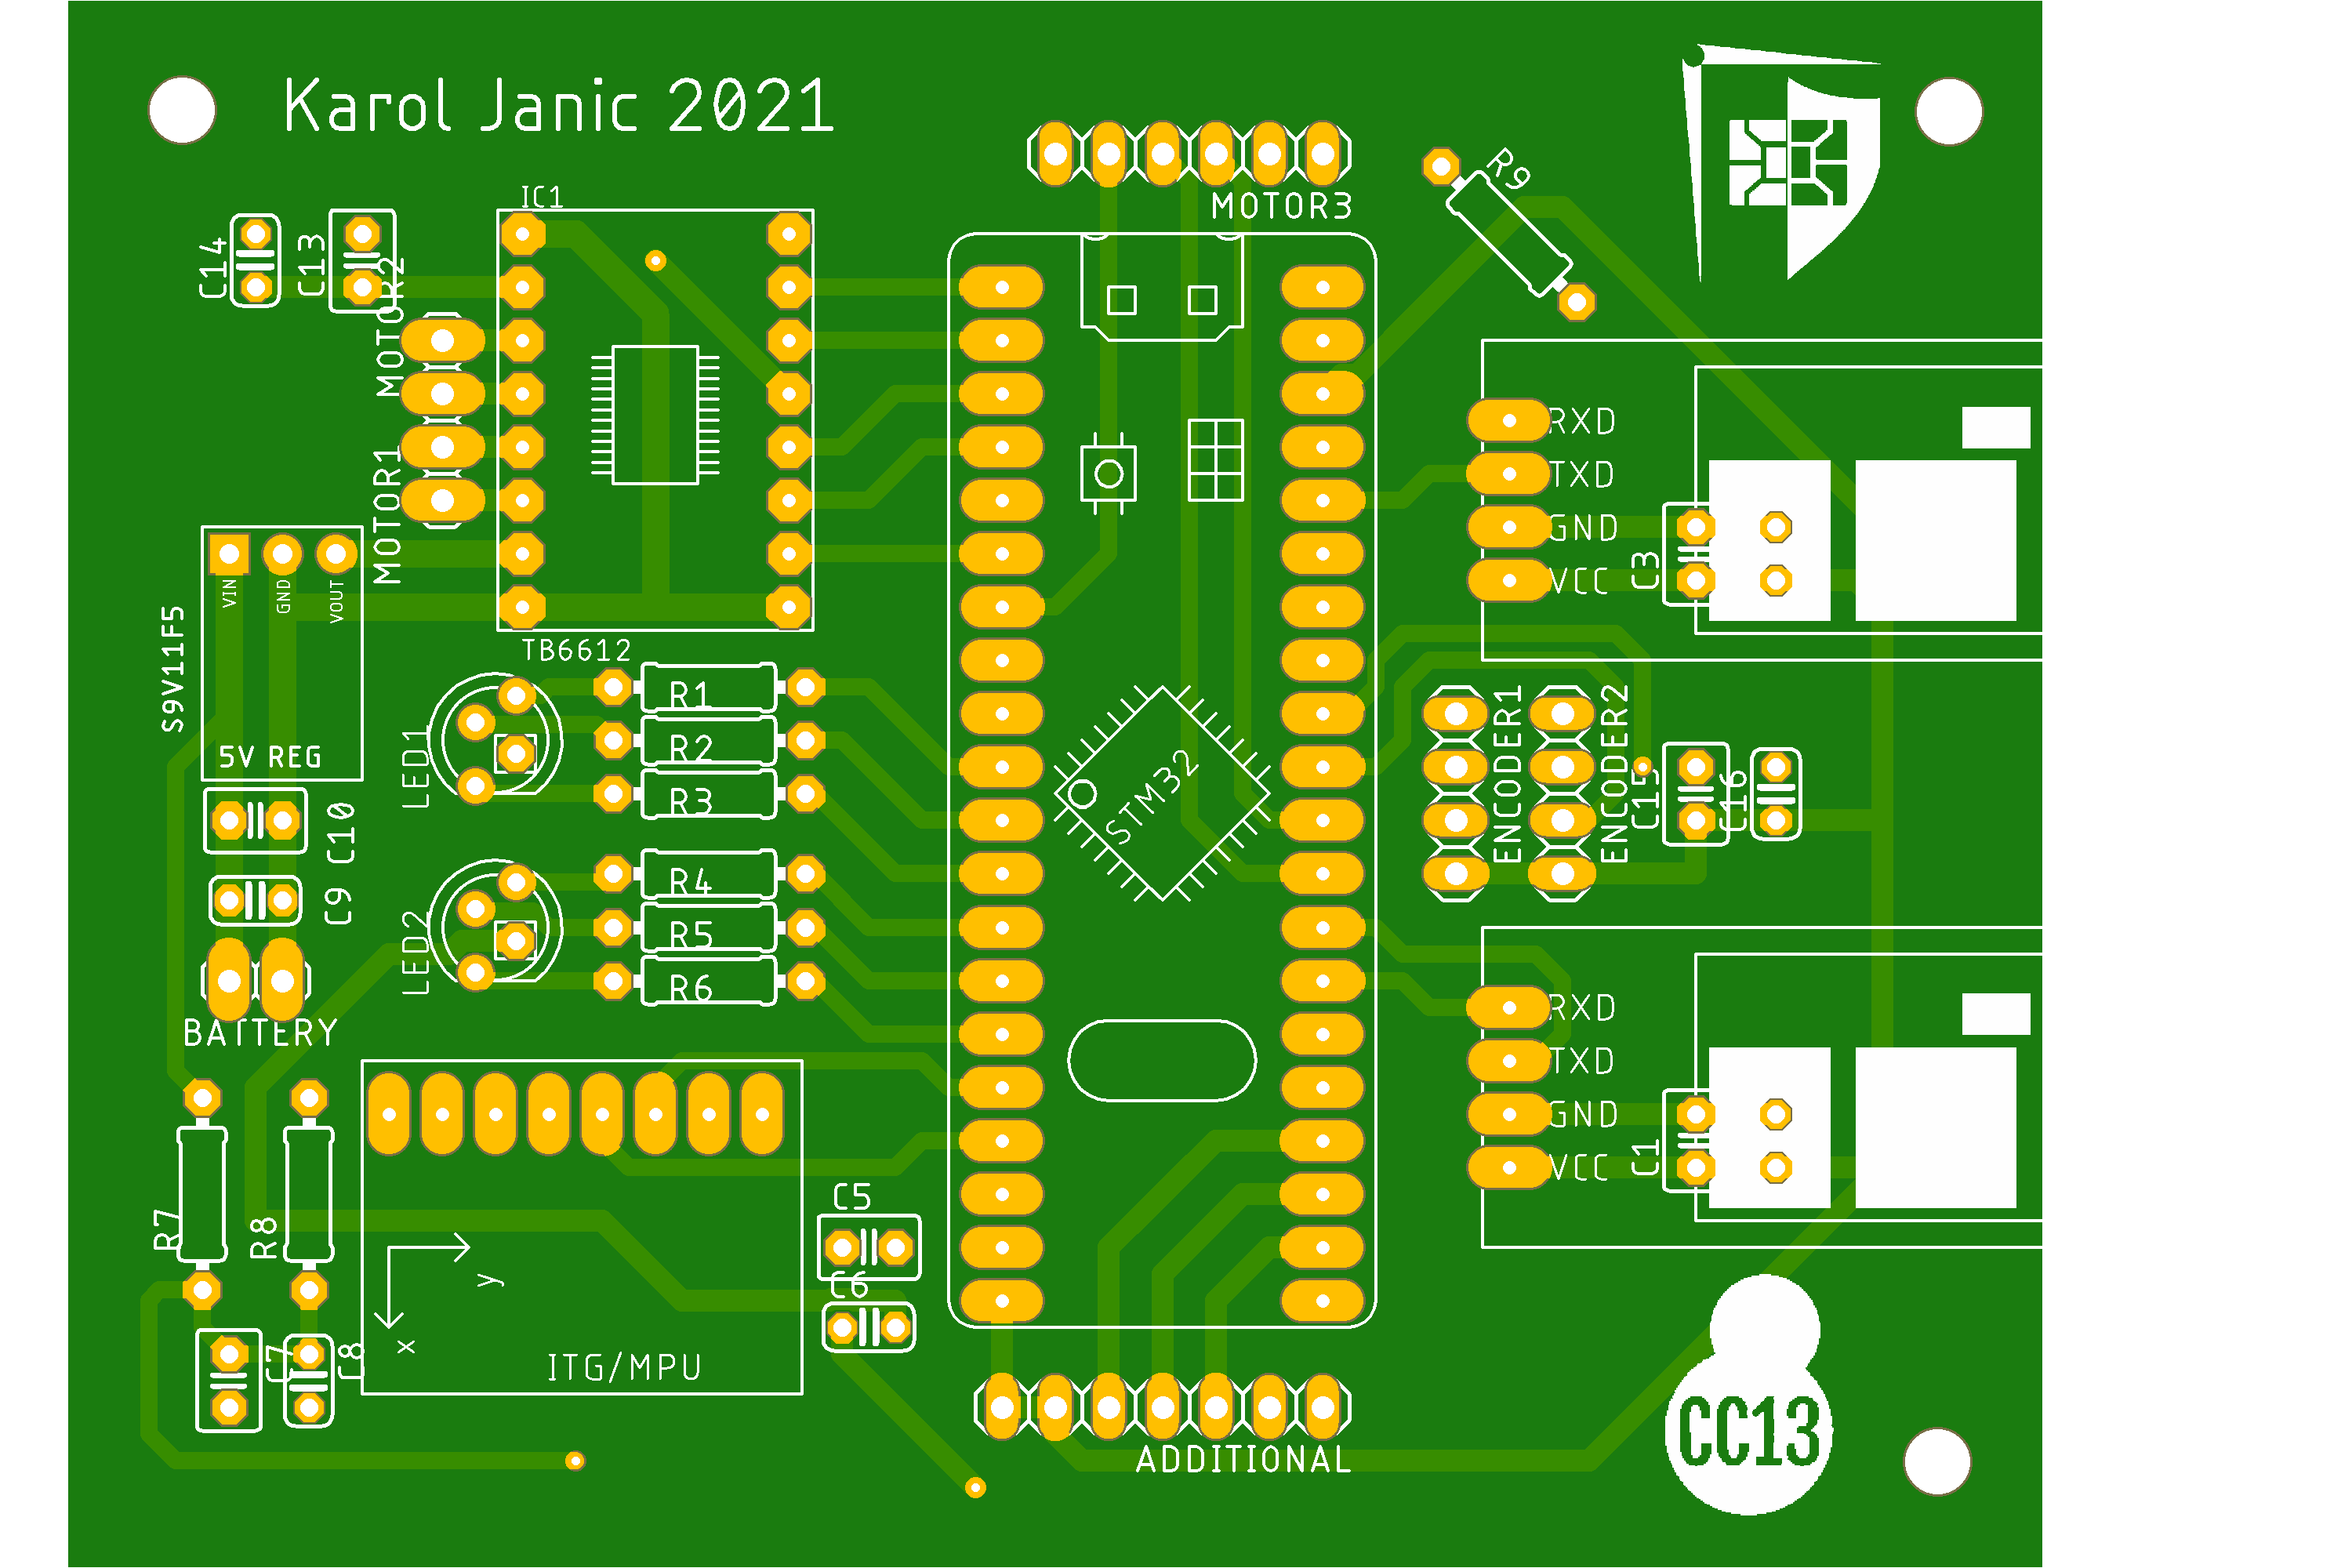 Karol Janic 2021
IC1
MOTOR3
R9
C14
C13
MOTOR2
MOTOR1
RXD
TXD
GND
VCC
C3
VIN
GND
VOUT
S9V11F5
5V REG
TB6612
R1
R2
R3
LED1
STM32
ENCODER1
ENCODER2
C15
C16
C10
C9
R4
R5
R6
LED2
BATTERY
RXD
TXD
GND
VCC
C1
R7
R8
C5
C6
y
x
ITG/MPU
C7
C8
ADDITIONAL
CC13